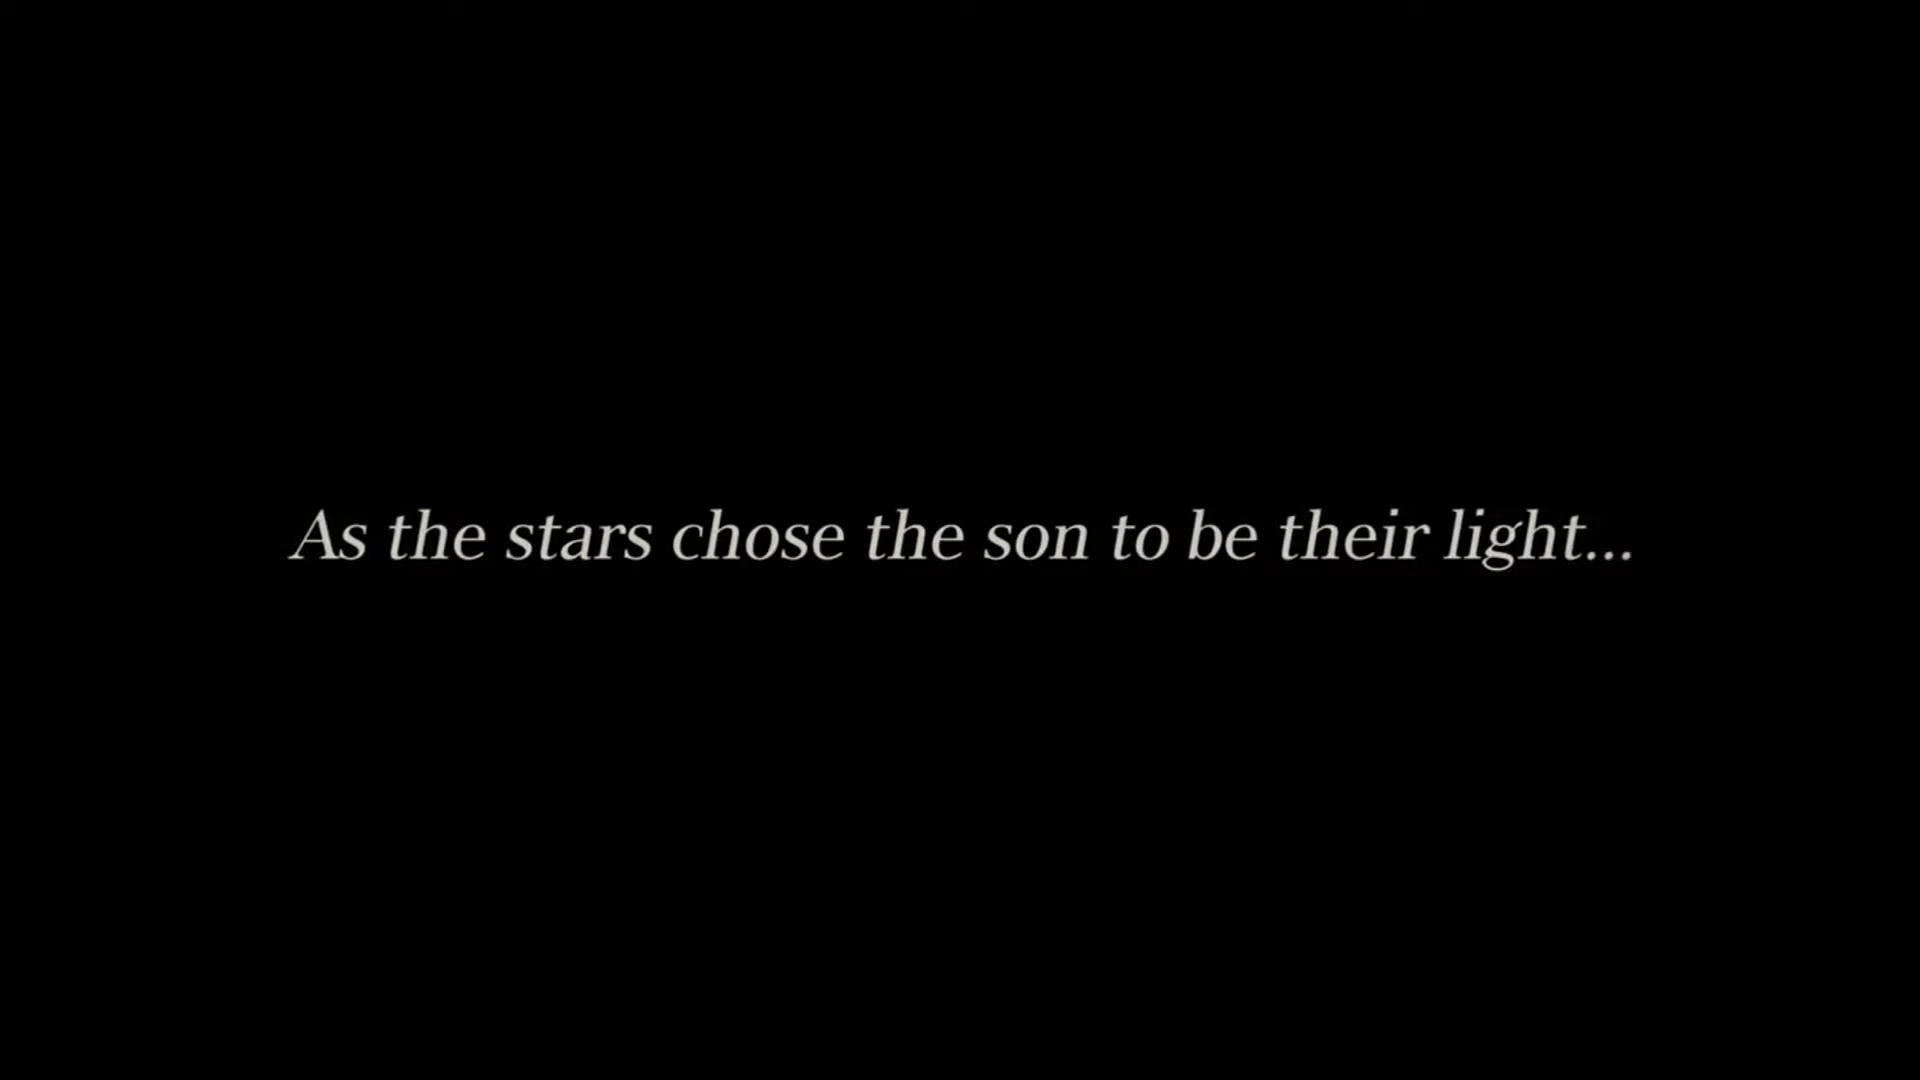 As the stars chose the son to be their light...